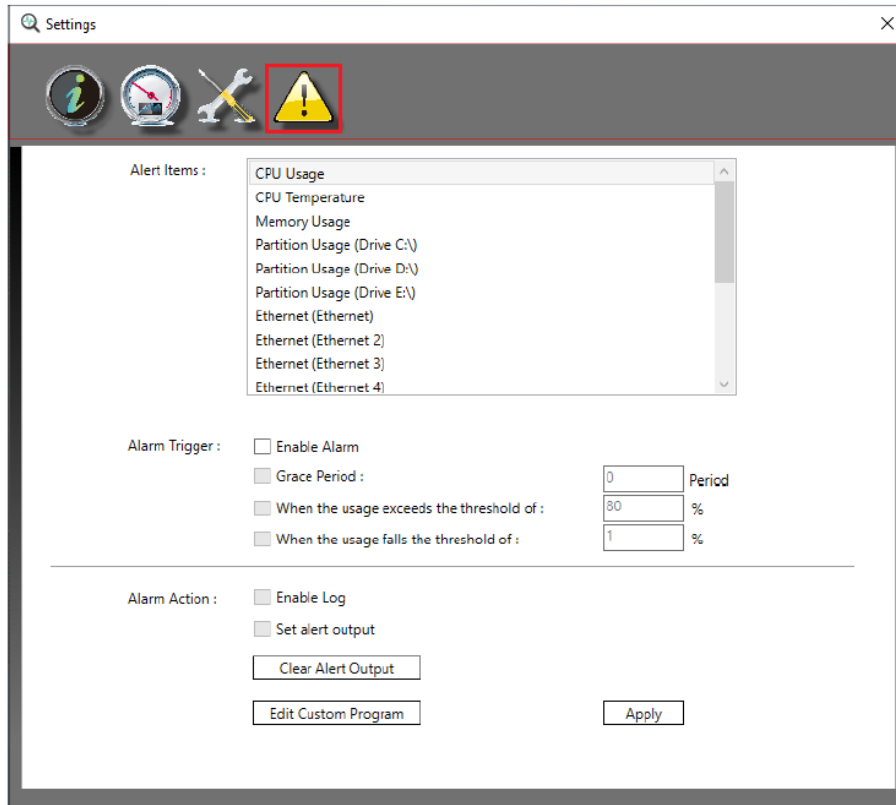 Settings
Alert Items :
CPU Usage
CPU Temperature
Memory Usage
Partition Usage (Drive C:\)
Partition Usage (Drive D:\)
Partition Usage (Drive E:\)
Ethernet (Ethernet)
Ethernet (Ethernet 2)
Ethernet (Ethernet 3)
Ethernet (Ethernet 4)
Alarm Trigger : Enable Alarm
Grace Period : 0 Period
When the usage exceeds the threshold of : 80 %
When the usage falls the threshold of : 1 %
Alarm Action : Enable Log
Set alert output
Clear Alert Output
Edit Custom Program Apply